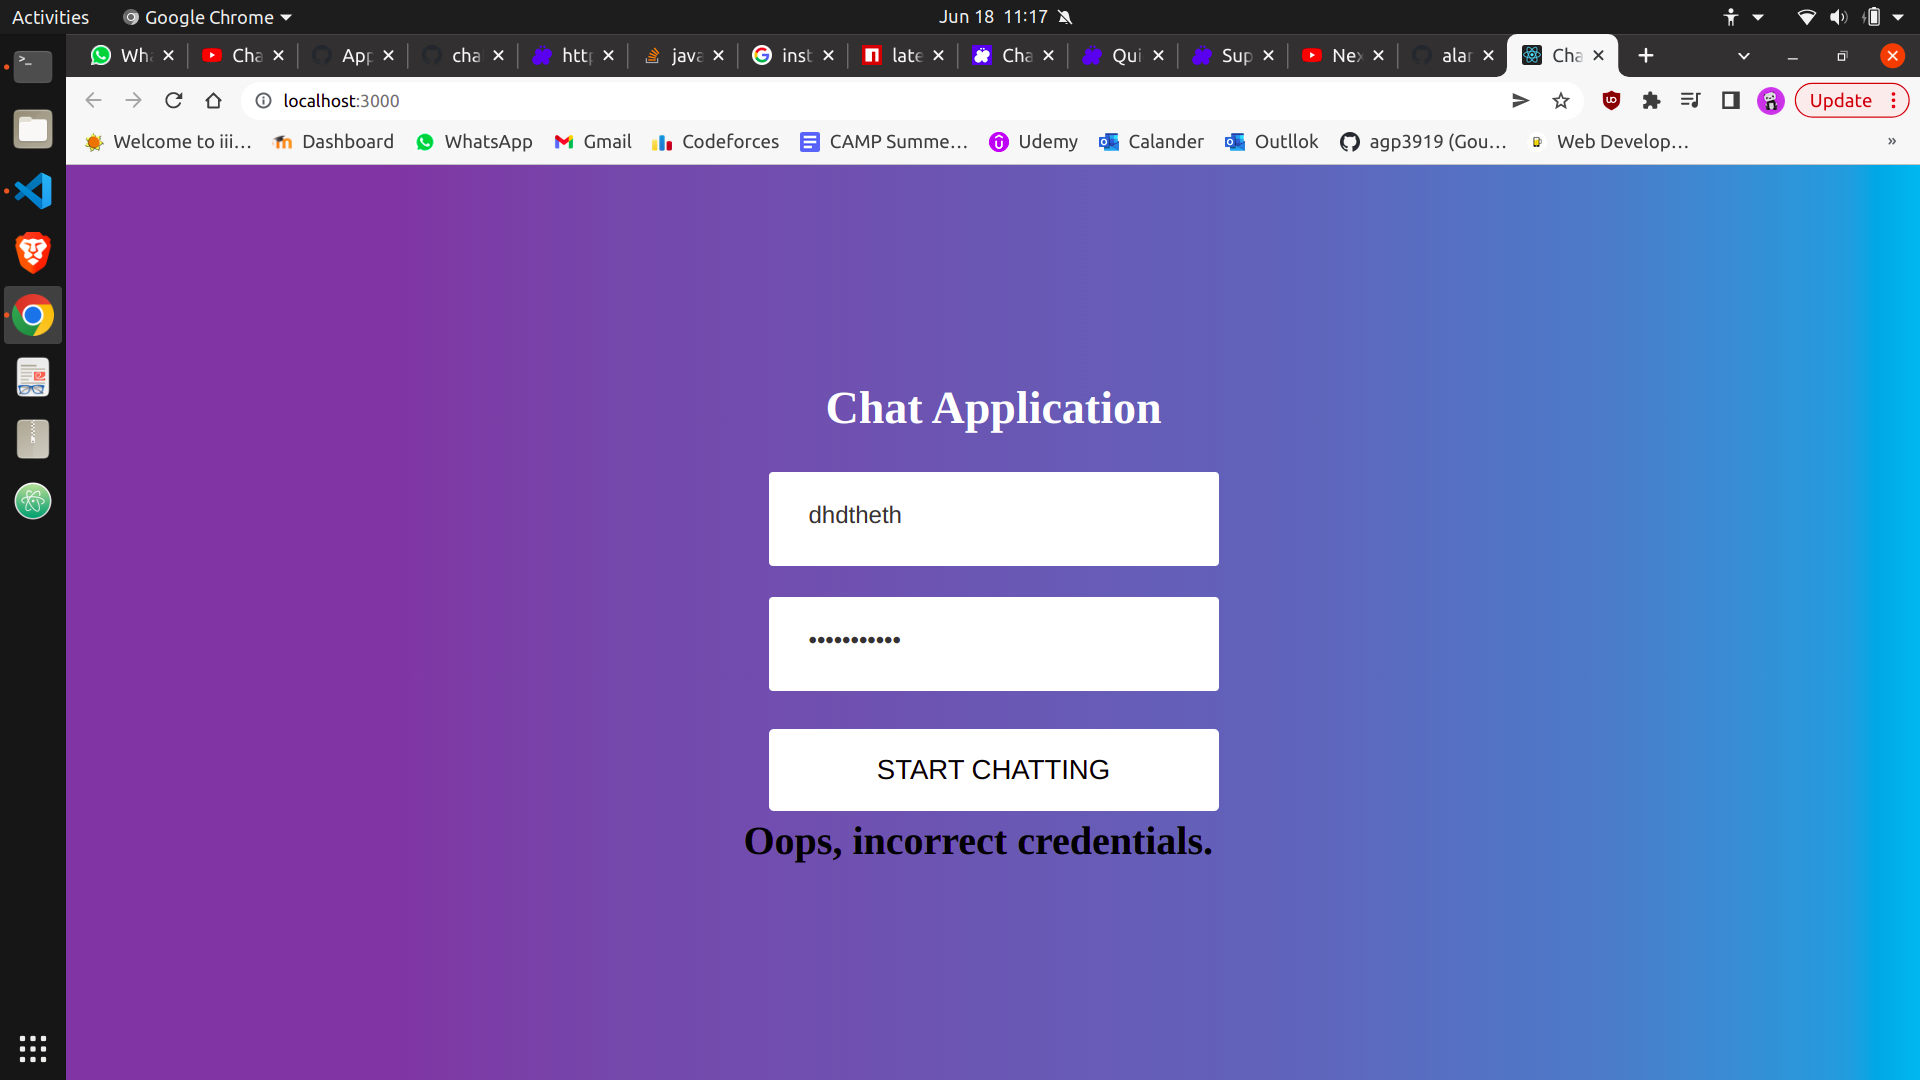 Activities
Google Chrome
Jun 18 11:17
Wha
Cha
App
cha
http
java
inst
late
Cha
Qui
Sup
Nex
alar
Cha
localhost:3000
Update
Welcome to iii...
Dashboard
WhatsApp
Gmail
Codeforces
CAMP Summe...
Udemy
Calander
Outllok
agp3919 (Gou...
Web Develop...
»
Chat Application
dhdtheth
•••••••••••
START CHATTING
Oops, incorrect credentials.